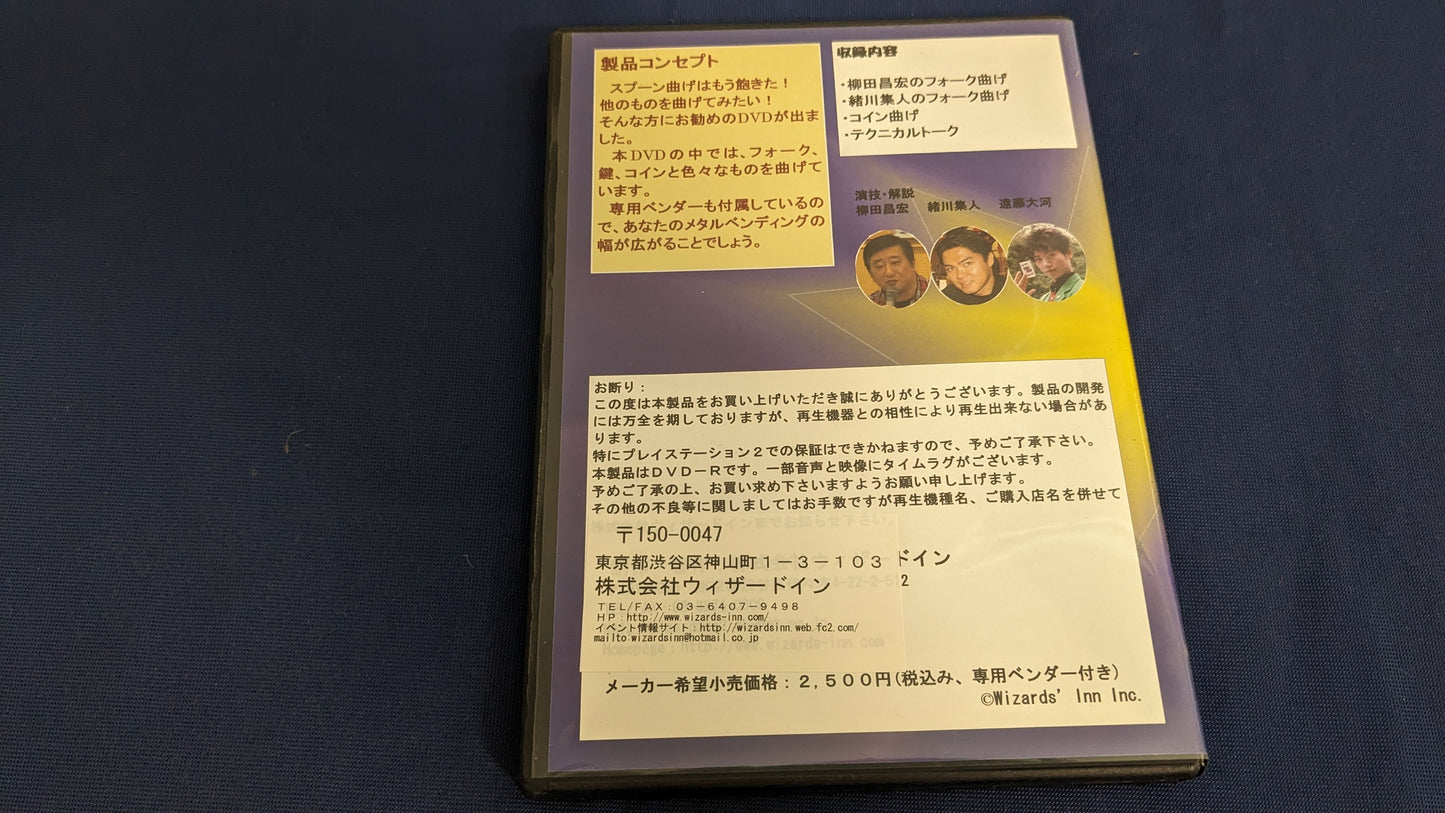 製品コンセプト
スプーン曲げはもう飽きた！
他のものを曲げてみたい！
そんな方にお勧めのDVDが出ま
した。
本DVDの中では、フォーク、
鍵、コインと色々なものを曲げて
います。
専用ベンダーも付属しているの
で、あなたのメタルベンディングの
幅が広がることでしょう。
収録内容
・柳田昌宏のフォーク曲げ
・緒川集人のフォーク曲げ
・コイン曲げ
・テクニカルトーク
演技・解説
柳田昌宏 緒川集人 遠藤大河
お断り：
この度は本製品をお買い上げいただき誠にありがとうございます。製品の開発
には万全を期しておりますが、再生機器との相性により再生出来ない場合があ
ります。
特にプレイステーション２での保証はできかねますので、予めご了承下さい。
本製品はＤＶＤ－Ｒです。一部音声と映像にタイムラグがございます。
予めご了承の上、お買い求め下さいますようお願い申し上げます。
その他の不良等に関しましてはお手数ですが再生機種名、ご購入店名を併せて
インまでお知らせ下さい。
〒150-0047
東京都渋谷区神山町１－３－１０３ ドイン
株式会社ウィザードイン 2
ＴＥＬ/ＦＡＸ：０３－６４０７－９４９８
ＨＰ：http://www.wizards-inn.com/
イベント情報サイト：http://wizardsinn.web.fc2.com/
mailto:wizardsinn@hotmail.co.jp
Homepage：http://www.wizards-inn.com
メーカー希望小売価格：２，５００円（税込み、専用ベンダー付き）
©Wizards' Inn Inc.